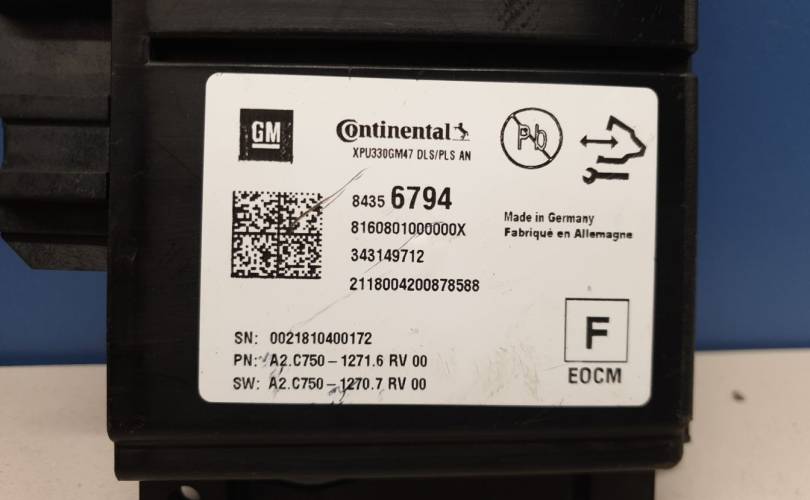 GM
Continental
XPU330GM47 DLS/PLS AN
Pb
8435 6794
8160801000000X
343149712
2118004200878588
Made in Germany
Fabriqué en Allemagne
SN: 0021810400172
PN: A2.C750-1271.6 RV 00
SW: A2.C750-1270.7 RV 00
F
EOCM